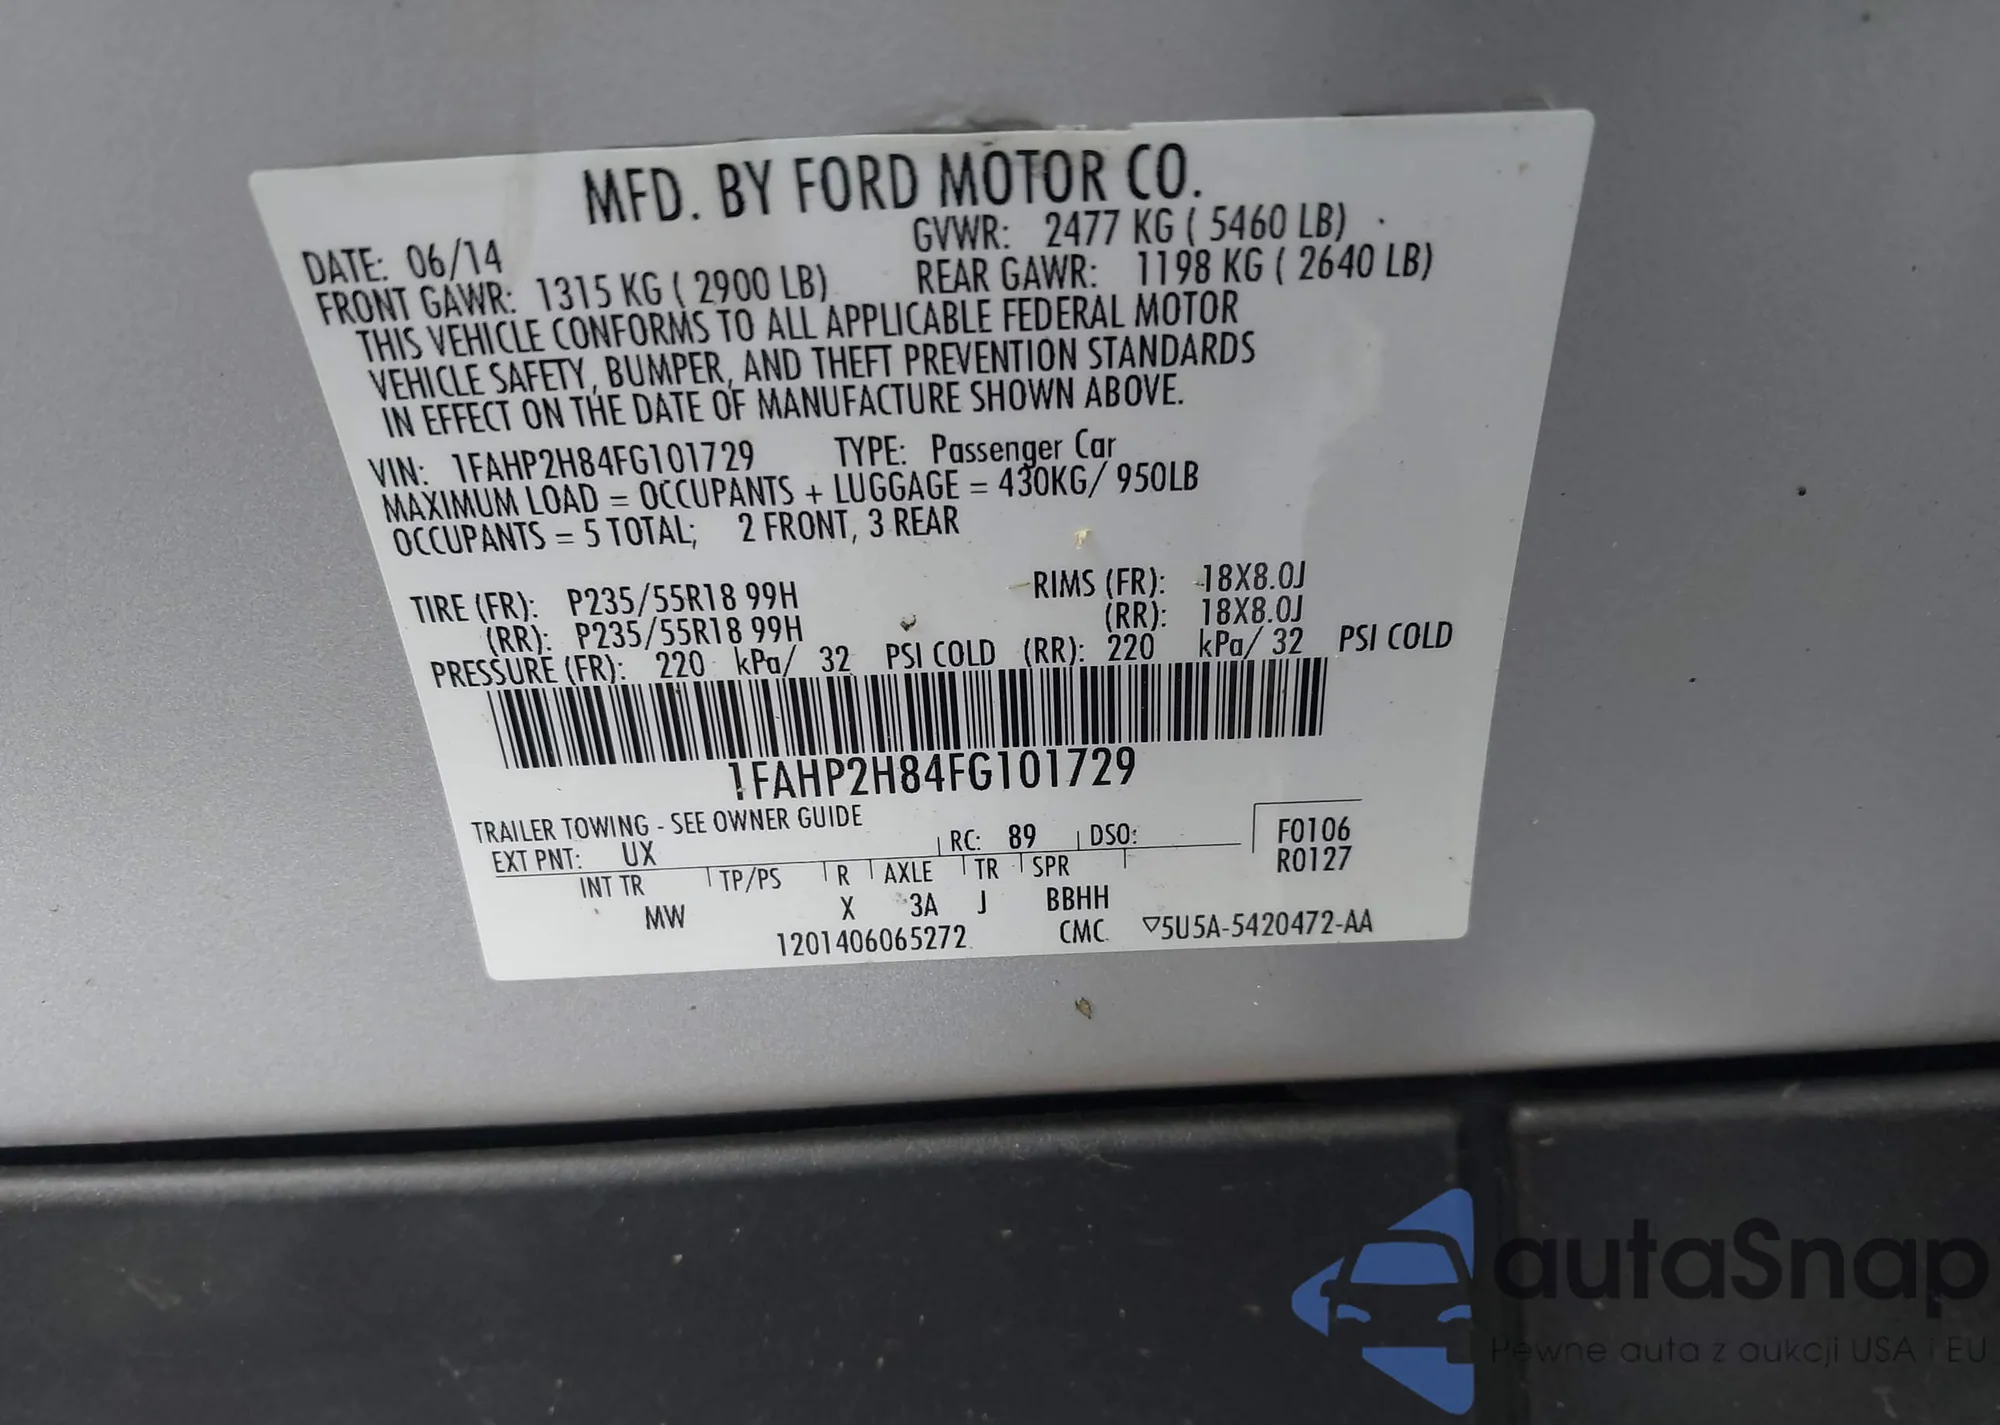 MFD. BY FORD MOTOR CO.
DATE: 06/14 GVWR: 2477 KG ( 5460 LB)
FRONT GAWR: 1315 KG ( 2900 LB) REAR GAWR: 1198 KG ( 2640 LB)
THIS VEHICLE CONFORMS TO ALL APPLICABLE FEDERAL MOTOR
VEHICLE SAFETY, BUMPER, AND THEFT PREVENTION STANDARDS
IN EFFECT ON THE DATE OF MANUFACTURE SHOWN ABOVE.
VIN: 1FAHP2H84FG101729 TYPE: Passenger Car
MAXIMUM LOAD = OCCUPANTS + LUGGAGE = 430KG/ 950LB
OCCUPANTS = 5 TOTAL; 2 FRONT, 3 REAR
TIRE (FR): P235/55R18 99H RIMS (FR): 18X8.0J
(RR): P235/55R18 99H (RR): 18X8.0J
PRESSURE (FR): 220 kPa/ 32 PSI COLD (RR): 220 kPa/ 32 PSI COLD
1FAHP2H84FG101729
TRAILER TOWING - SEE OWNER GUIDE
EXT PNT: UX RC: 89 DSO: F0106
R0127
INT TR TP/PS R AXLE TR SPR
MW X 3A J BBHH
1201406065272 CMC ▽5U5A-5420472-AA
autaSnap
Pewne auta z aukcji USA i EU